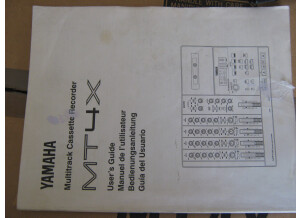 YAMAHA
Multitrack Cassette Recorder
MT4X
User's Guide
Manuel de l'utilisateur
Bedienungsanleitung
Guía del Usuario